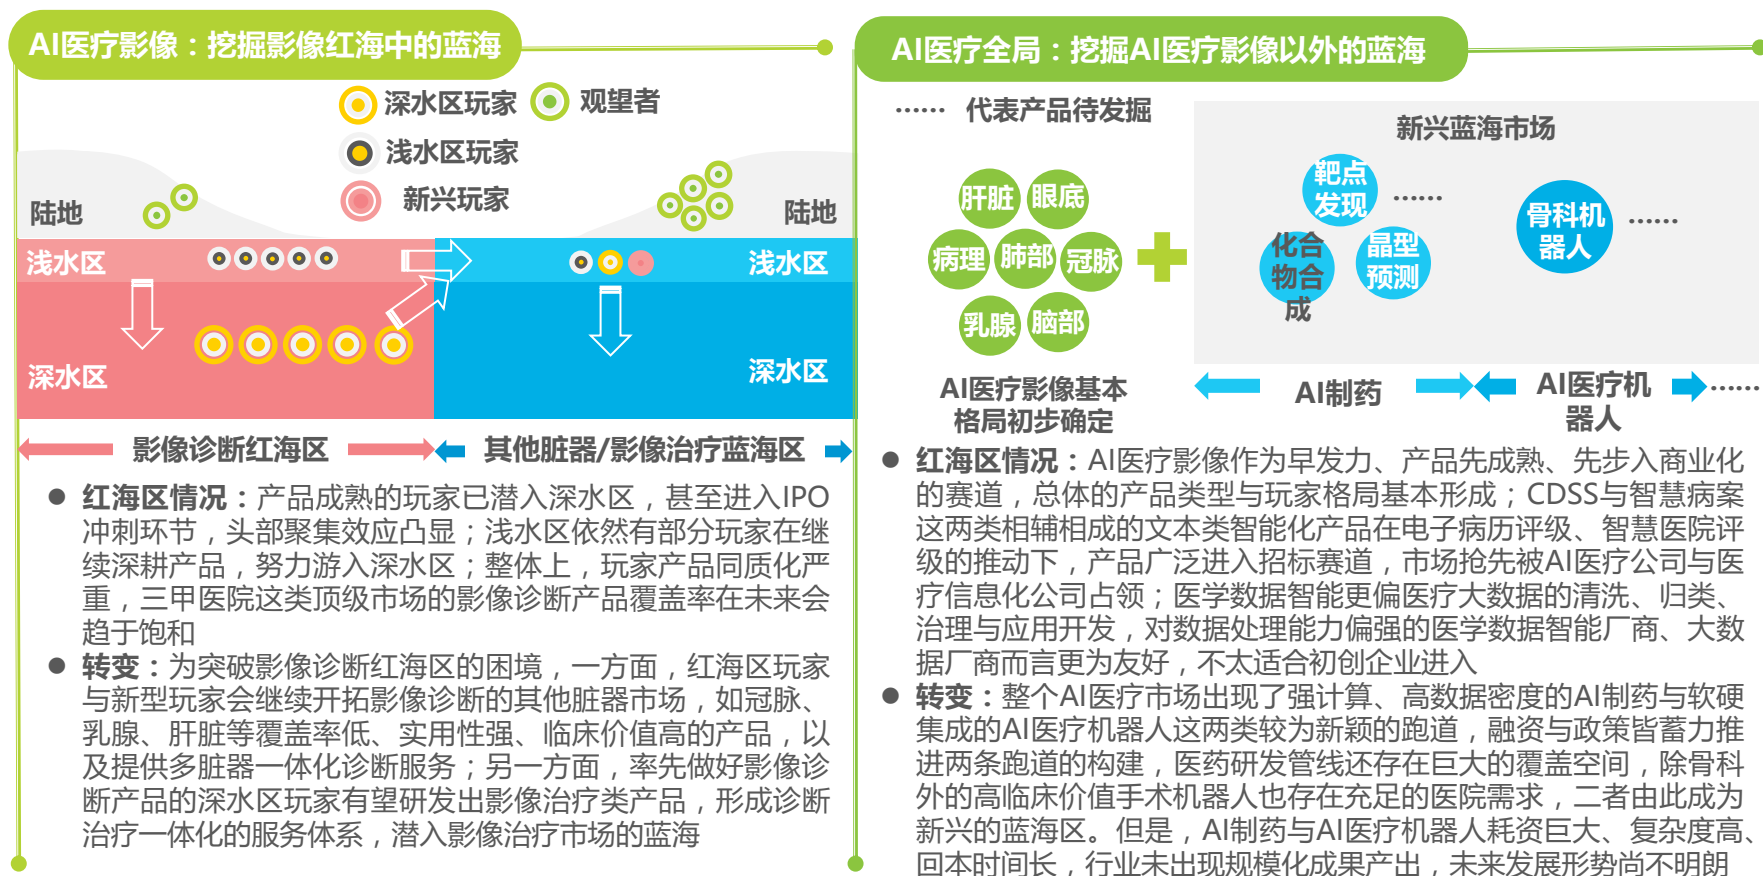 AI医疗影像：挖掘影像红海中的蓝海
深水区玩家
观望者
浅水区玩家
新兴玩家
陆地
陆地
浅水区
浅水区
深水区
深水区
影像诊断红海区
其他脏器/影像治疗蓝海区
● 红海区情况：产品成熟的玩家已潜入深水区，甚至进入IPO
冲刺环节，头部聚集效应凸显；浅水区依然有部分玩家在继
续深耕产品，努力游入深水区；整体上，玩家产品同质化严
重，三甲医院这类顶级市场的影像诊断产品覆盖率在未来会
趋于饱和
● 转变：为突破影像诊断红海区的困境，一方面，红海区玩家
与新型玩家会继续开拓影像诊断的其他脏器市场，如冠脉、
乳腺、肝脏等覆盖率低、实用性强、临床价值高的产品，以
及提供多脏器一体化诊断服务；另一方面，率先做好影像诊
断产品的深水区玩家有望研发出影像治疗类产品，形成诊断
治疗一体化的服务体系，潜入影像治疗市场的蓝海
AI医疗全局：挖掘AI医疗影像以外的蓝海
…… 代表产品待发掘
新兴蓝海市场
肝脏
眼底
病理
肺部
冠脉
乳腺
脑部
靶点
发现
……
化合
物合
成
晶型
预测
骨科机
器人
……
AI医疗影像基本
格局初步确定
AI制药
AI医疗机
器人
……
● 红海区情况：AI医疗影像作为早发力、产品先成熟、先步入商业化
的赛道，总体的产品类型与玩家格局基本形成；CDSS与智慧病案
这两类相辅相成的文本类智能化产品在电子病历评级、智慧医院评
级的推动下，产品广泛进入招标赛道，市场抢先被AI医疗公司与医
疗信息化公司占领；医学数据智能更偏医疗大数据的清洗、归类、
治理与应用开发，对数据处理能力偏强的医学数据智能厂商、大数
据厂商而言更为友好，不太适合初创企业进入
● 转变：整个AI医疗市场出现了强计算、高数据密度的AI制药与软硬
集成的AI医疗机器人这两类较为新颖的跑道，融资与政策皆蓄力推
进两条跑道的构建，医药研发管线还存在巨大的覆盖空间，除骨科
外的高临床价值手术机器人也存在充足的医院需求，二者由此成为
新兴的蓝海区。但是，AI制药与AI医疗机器人耗资巨大、复杂度高、
回本时间长，行业未出现规模化成果产出，未来发展形势尚不明朗